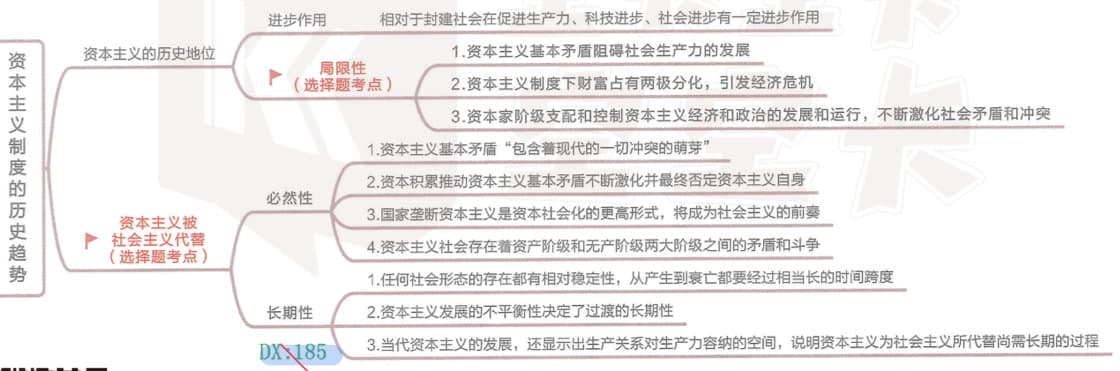 资本主义制度的历史趋势
资本主义的历史地位
进步作用
相对于封建社会在促进生产力、科技进步、社会进步有一定进步作用
局限性
（选择题考点）
1.资本主义基本矛盾阻碍社会生产力的发展
2.资本主义制度下财富占有两极分化，引发经济危机
3.资本家阶级支配和控制资本主义经济和政治的发展和运行，不断激化社会矛盾和冲突
资本主义被
社会主义代替
（选择题考点）
必然性
1.资本主义基本矛盾“包含着现代的一切冲突的萌芽”
2.资本积累推动资本主义基本矛盾不断激化并最终否定资本主义自身
3.国家垄断资本主义是资本社会化的更高形式，将成为社会主义的前奏
4.资本主义社会存在着资产阶级和无产阶级两大阶级之间的矛盾和斗争
长期性
1.任何社会形态的存在都有相对稳定性，从产生到衰亡都要经过相当长的时间跨度
2.资本主义发展的不平衡性决定了过渡的长期性
3.当代资本主义的发展，还显示出生产关系对生产力容纳的空间，说明资本主义为社会主义所代替尚需长期的过程
DX:185